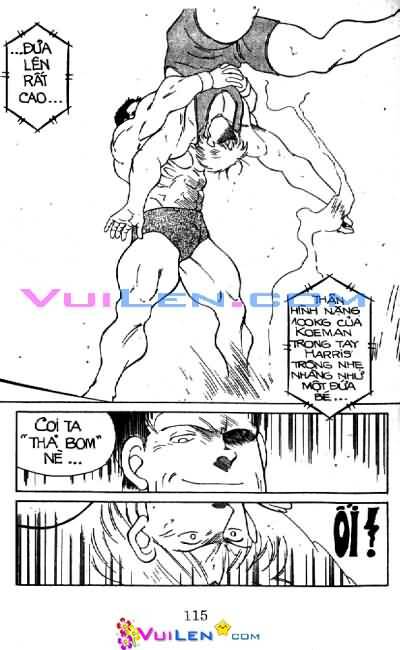 ...ĐƯA
LÊN
RẤT
CAO...
VuiLen.com
THÂN
HÌNH NẶNG
100KG CỦA
KOEMAN
TRONG TAY
HARRIS
TRÔNG NHẸ
NHÀNG NHƯ
MỘT ĐỨA
BÉ...
COI TA
"THẢ BOM"
NÈ...
ỐI!
115
VuiLen.com